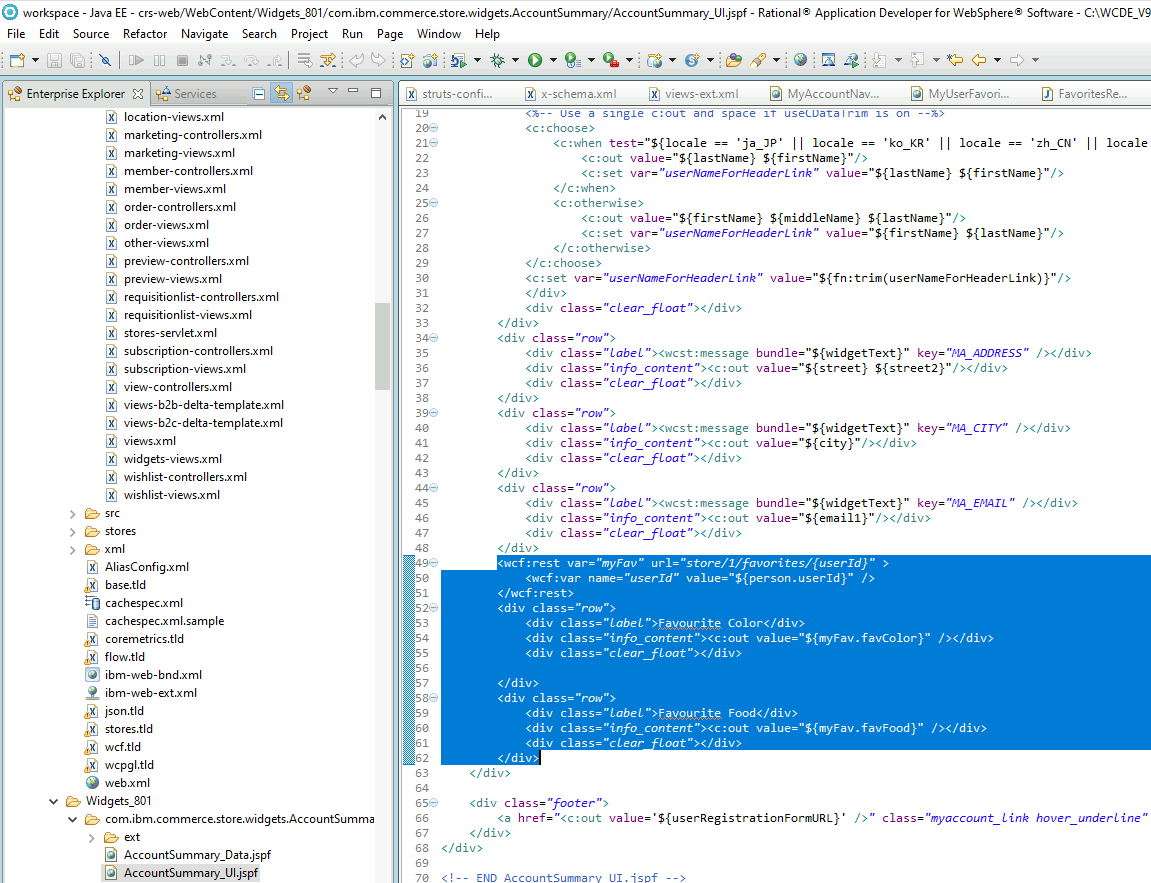 workspace - Java EE - crs-web/WebContent/Widgets_801/com.ibm.commerce.store.widgets.AccountSummary/AccountSummary_UI.jspf - Rational® Application Developer for WebSphere® Software - C:\WCDE_V9
File Edit Source Refactor Navigate Search Project Run Page Window Help
Enterprise Explorer
Services
location-views.xml
marketing-controllers.xml
marketing-views.xml
member-controllers.xml
member-views.xml
order-controllers.xml
order-views.xml
other-views.xml
preview-controllers.xml
preview-views.xml
requisitionlist-controllers.xml
requisitionlist-views.xml
stores-servlet.xml
subscription-controllers.xml
subscription-views.xml
view-controllers.xml
views-b2b-delta-template.xml
views-b2c-delta-template.xml
views.xml
widgets-views.xml
wishlist-controllers.xml
wishlist-views.xml
src
stores
xml
AliasConfig.xml
base.tld
cachespec.xml
cachespec.xml.sample
coremetrics.tld
flow.tld
ibm-web-bnd.xml
ibm-web-ext.xml
json.tld
stores.tld
wcf.tld
wcpgl.tld
web.xml
Widgets_801
com.ibm.commerce.store.widgets.AccountSumma
ext
AccountSummary_Data.jspf
AccountSummary_UI.jspf
struts-confi... x-schema.xml views-ext.xml MyAccountNav... MyUserFavori... FavoritesRe...
19 <%-- Use a single c:out and space if useCDataTrim is on --%>
20 <c:choose>
21 <c:when test="${locale == 'ja_JP' || locale == 'ko_KR' || locale == 'zh_CN' || locale
22 <c:out value="${lastName} ${firstName}"/>
23 <c:set var="userNameForHeaderLink" value="${lastName} ${firstName}"/>
24 </c:when>
25 <c:otherwise>
26 <c:out value="${firstName} ${middleName} ${lastName}"/>
27 <c:set var="userNameForHeaderLink" value="${firstName} ${lastName}"/>
28 </c:otherwise>
29 </c:choose>
30 <c:set var="userNameForHeaderLink" value="${fn:trim(userNameForHeaderLink)}"/>
31 </div>
32 <div class="clear_float"></div>
33 </div>
34 <div class="row">
35 <div class="label"><wcst:message bundle="${widgetText}" key="MA_ADDRESS" /></div>
36 <div class="info_content"><c:out value="${street} ${street2}"/></div>
37 <div class="clear_float"></div>
38 </div>
39 <div class="row">
40 <div class="label"><wcst:message bundle="${widgetText}" key="MA_CITY" /></div>
41 <div class="info_content"><c:out value="${city}"/></div>
42 <div class="clear_float"></div>
43 </div>
44 <div class="row">
45 <div class="label"><wcst:message bundle="${widgetText}" key="MA_EMAIL" /></div>
46 <div class="info_content"><c:out value="${email1}"/></div>
47 <div class="clear_float"></div>
48 </div>
49 <wcf:rest var="myFav" url="store/1/favorites/{userId}" >
50 <wcf:var name="userId" value="${person.userId}" />
51 </wcf:rest>
52 <div class="row">
53 <div class="label">Favourite Color</div>
54 <div class="info_content"><c:out value="${myFav.favColor}" /></div>
55 <div class="clear_float"></div>
56
57 </div>
58 <div class="row">
59 <div class="label">Favourite Food</div>
60 <div class="info_content"><c:out value="${myFav.favFood}" /></div>
61 <div class="clear_float"></div>
62 </div>
63 </div>
64
65 <div class="footer">
66 <a href="<c:out value='${userRegistrationFormURL}' />" class="myaccount_link hover_underline"
67 </div>
68 </div>
69
70 <!-- END AccountSummary_UI.jspf -->